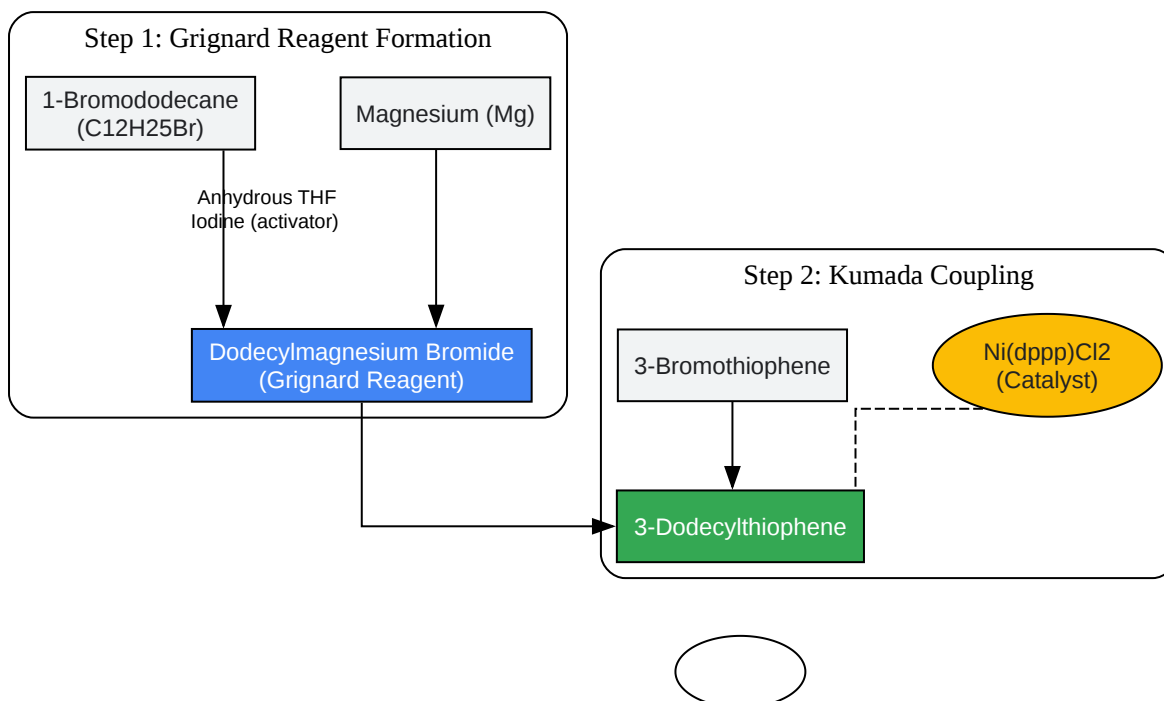 Step 1: Grignard Reagent Formation
1-Bromododecane
(C12H25Br)
Magnesium (Mg)
Anhydrous THF
Iodine (activator)
Dodecylmagnesium Bromide
(Grignard Reagent)
Step 2: Kumada Coupling
3-Bromothiophene
Ni(dppp)Cl2
(Catalyst)
3-Dodecylthiophene